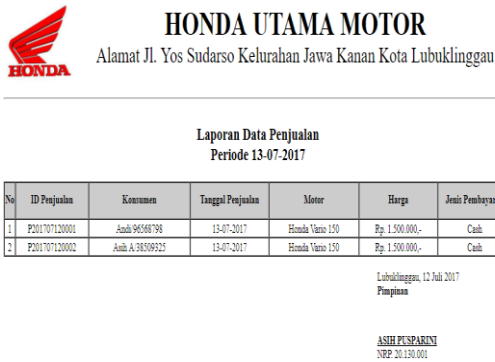 HONDA
HONDA UTAMA MOTOR
Alamat Jl. Yos Sudarso Kelurahan Jawa Kanan Kota Lubuklinggau
Laporan Data Penjualan
Periode 13-07-2017
No ID Penjualan Konsumen Tanggal Penjualan Motor Harga Jenis Pembayar
1 P201707120001 Andi/96568798 13-07-2017 Honda Vario 150 Rp. 1.500.000,- Cash
2 P201707120002 Asih A/38509325 13-07-2017 Honda Vario 150 Rp. 1.500.000,- Cash
Lubuklinggau, 12 Juli 2017
Pimpinan
ASIH PUSPARINI
NRP. 20.130.001